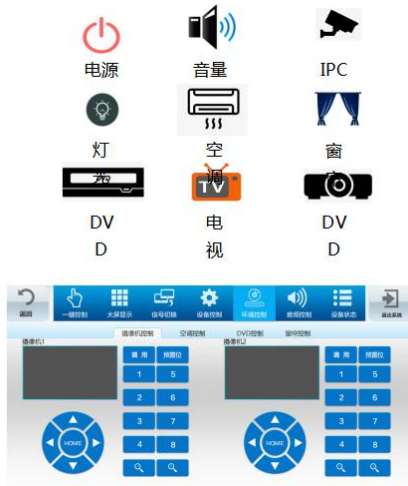 电源 音量 IPC
灯 空 窗
光 调 帘
TV
DV 电 DV
D 视 D
返回 一键控制 大屏显示 信号切换 设备控制 环境控制 音频控制 设备状态 退出系统
摄像机控制 空调控制 DVD控制 窗帘控制
摄像机1 摄像机2
调用 预置位 调用 预置位
1 5 1 5
2 6 2 6
3 7 3 7
HOME HOME
4 8 4 8